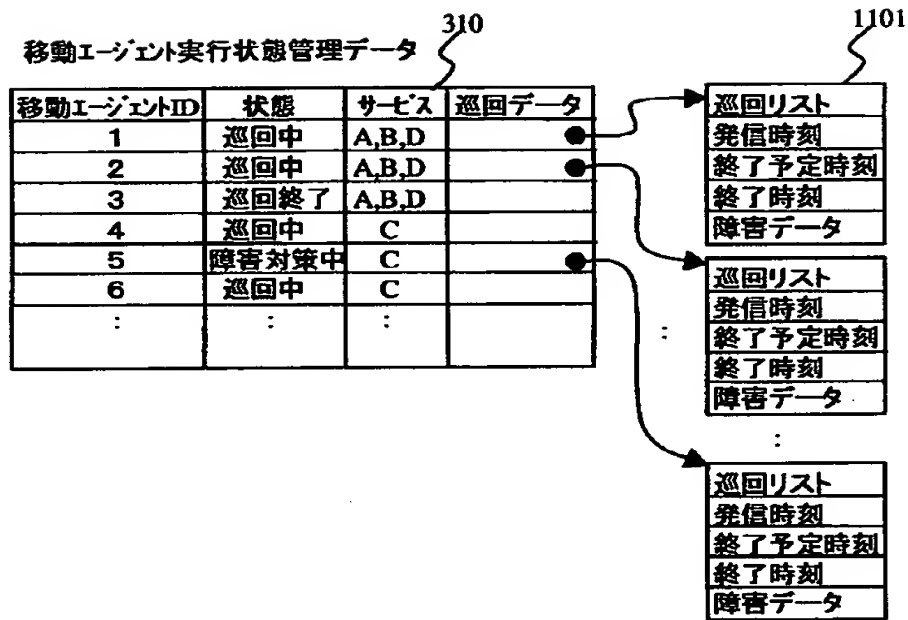 310
1101
移動エージェント実行状態管理データ
移動エージェントID 状態 サービス 巡回データ
1 巡回中 A,B,D
2 巡回中 A,B,D
3 巡回終了 A,B,D
4 巡回中 C
5 障害対策中 C
6 巡回中 C
: : :
巡回リスト
発信時刻
終了予定時刻
終了時刻
障害データ
:
巡回リスト
発信時刻
終了予定時刻
終了時刻
障害データ
:
巡回リスト
発信時刻
終了予定時刻
終了時刻
障害データ